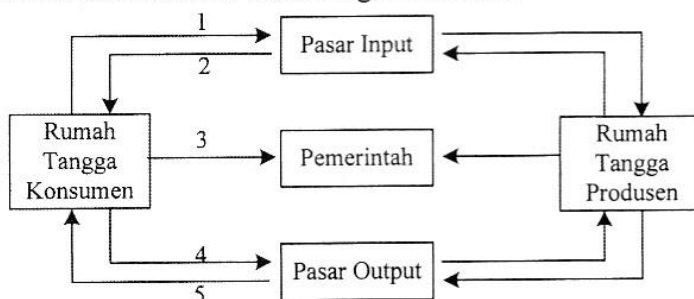 1
Pasar Input
2
Rumah
Tangga
Konsumen
3
Pemerintah
Rumah
Tangga
Produsen
4
Pasar Output
5